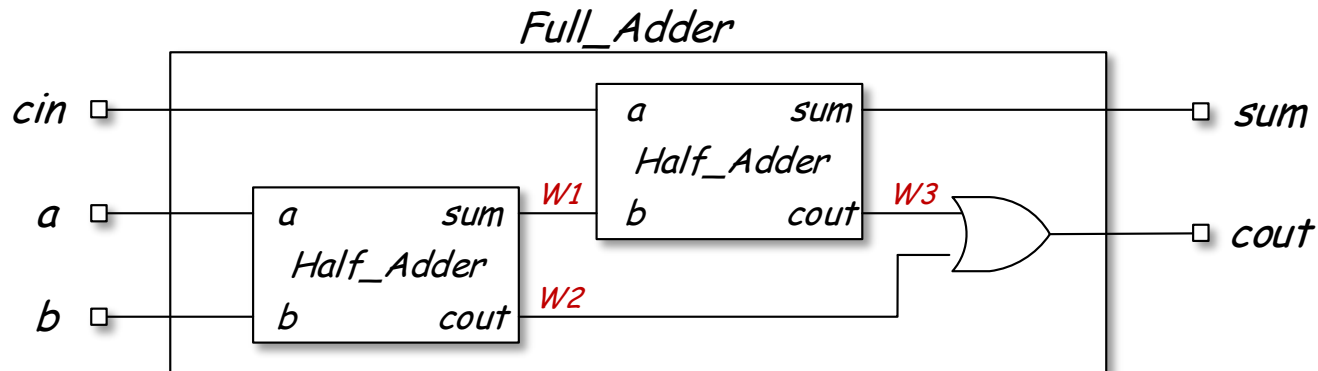 Full_Adder
cin
a sum
sum
Half_Adder
W1
W3
a
a sum
b cout
cout
Half_Adder
b
b cout
W2